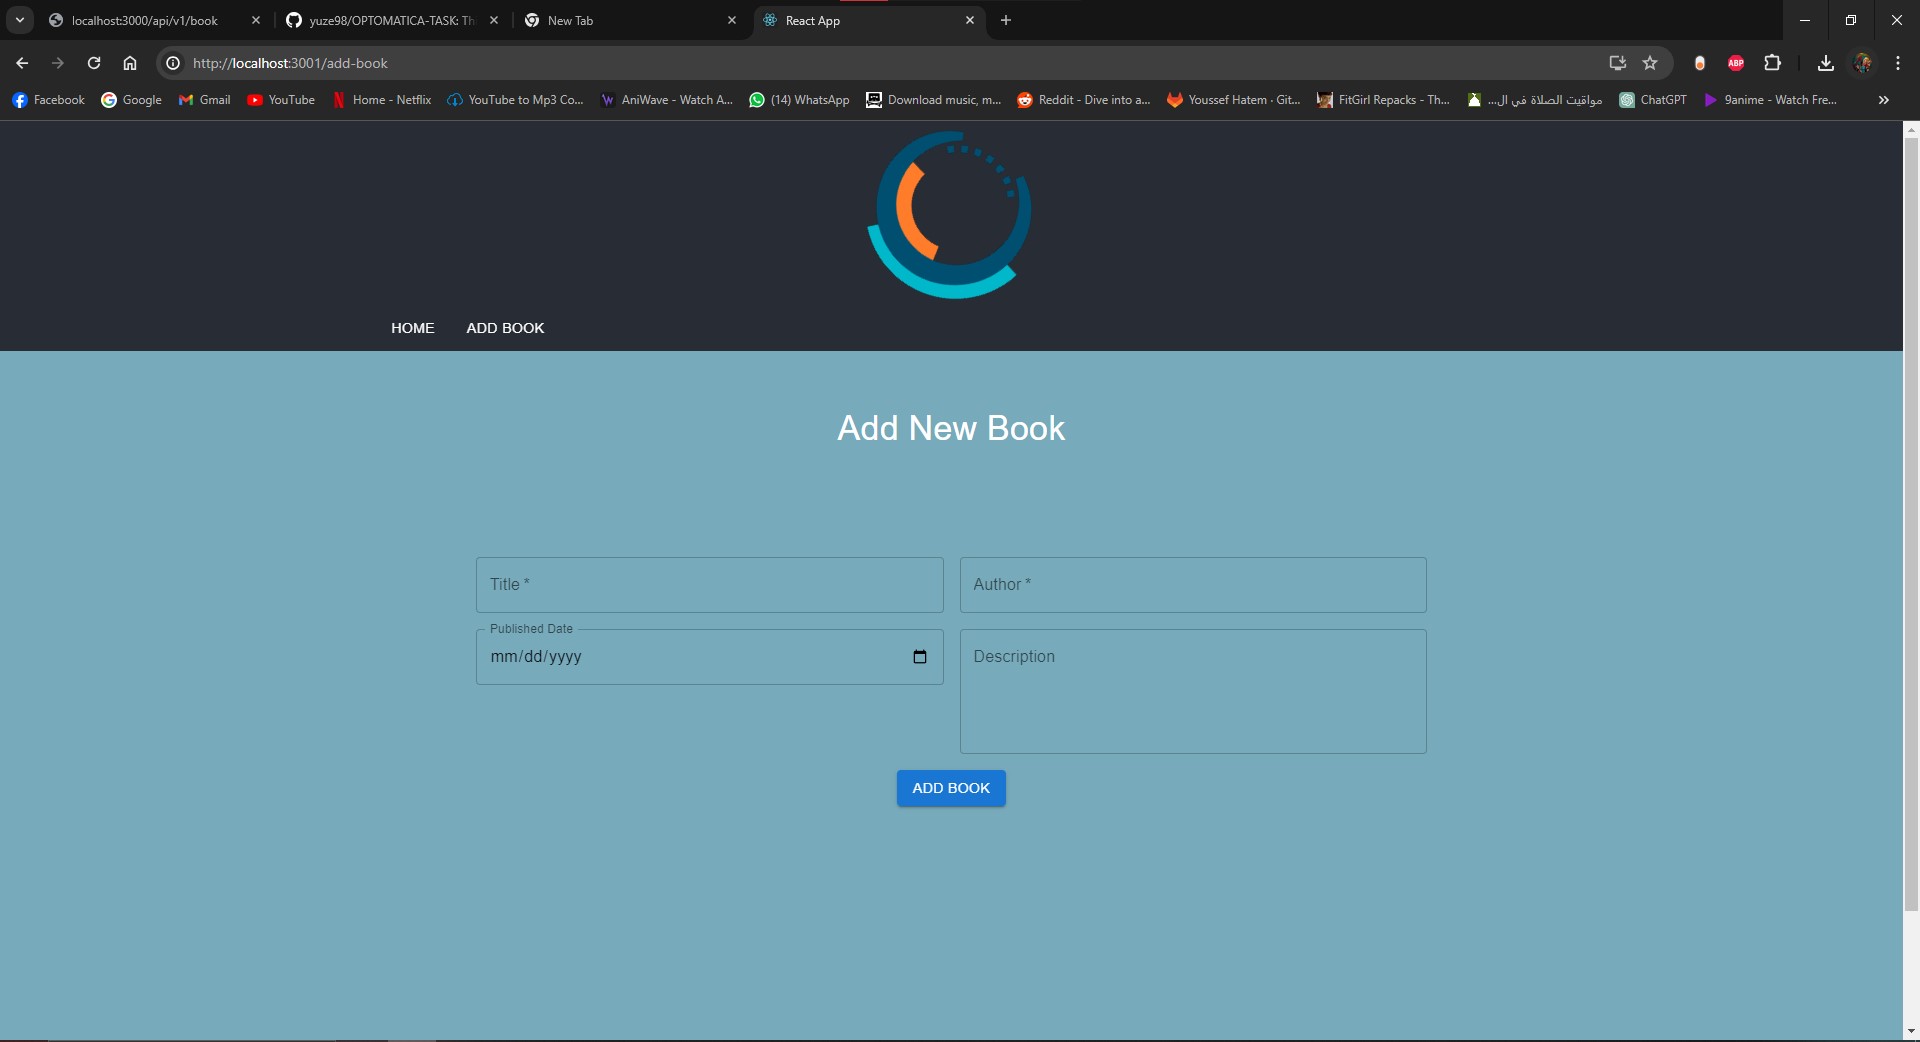 localhost:3000/api/v1/book
yuze98/OPTOMATICA-TASK: Th
New Tab
React App
http://localhost:3001/add-book
ABP
Facebook
Google
Gmail
YouTube
Home - Netflix
YouTube to Mp3 Co...
AniWave - Watch A...
(14) WhatsApp
Download music, m...
Reddit - Dive into a...
Youssef Hatem · Git...
FitGirl Repacks - Th...
مواقيت الصلاة في ال...
ChatGPT
9anime - Watch Fre...
HOME
ADD BOOK
Add New Book
Title *
Author *
Published Date
mm/dd/yyyy
Description
ADD BOOK